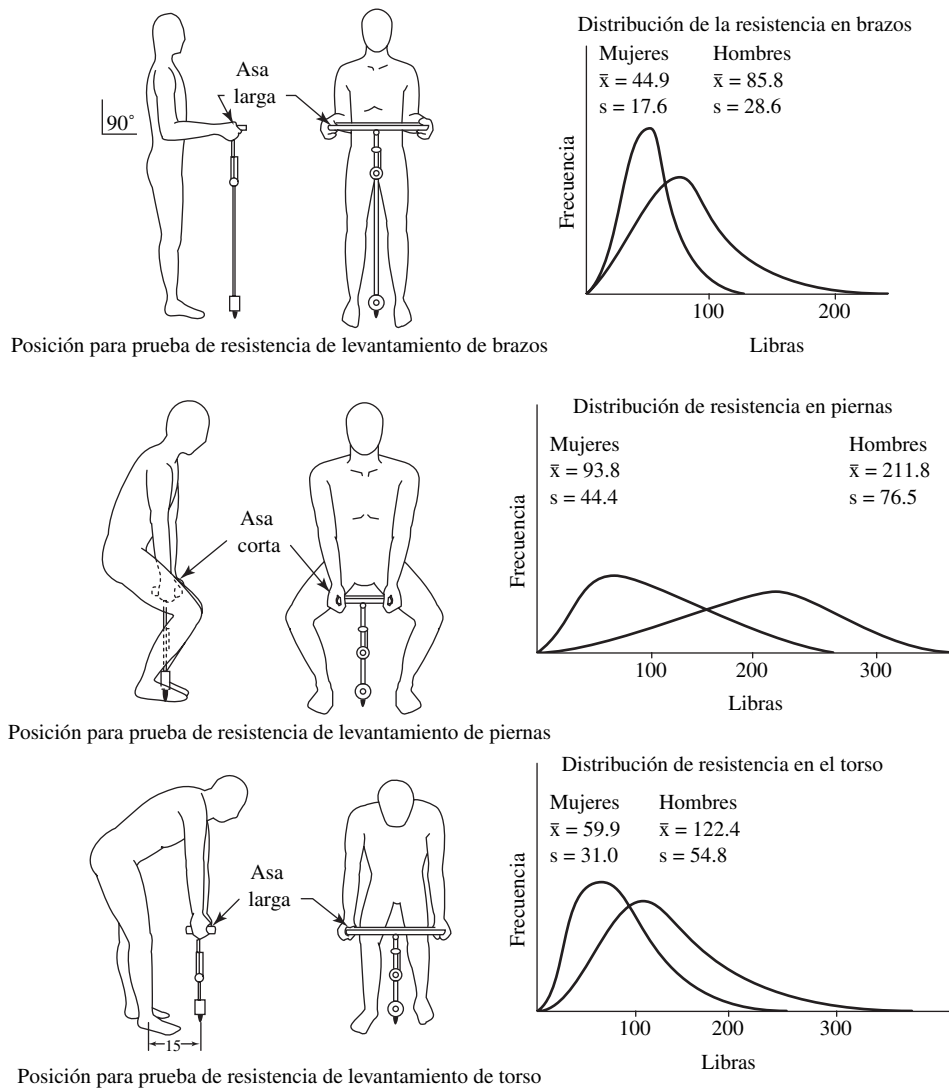 Distribución de la resistencia en brazos
Mujeres Hombres
x̄ = 44.9 x̄ = 85.8
s = 17.6 s = 28.6
Asa
larga
90°
Frecuencia
100 200
Libras
Posición para prueba de resistencia de levantamiento de brazos
Distribución de resistencia en piernas
Mujeres Hombres
x̄ = 93.8 x̄ = 211.8
s = 44.4 s = 76.5
Asa
corta
Frecuencia
100 200 300
Libras
Posición para prueba de resistencia de levantamiento de piernas
Distribución de resistencia en el torso
Mujeres Hombres
x̄ = 59.9 x̄ = 122.4
s = 31.0 s = 54.8
Asa
larga
Frecuencia
15
100 200 300
Libras
Posición para prueba de resistencia de levantamiento de torso